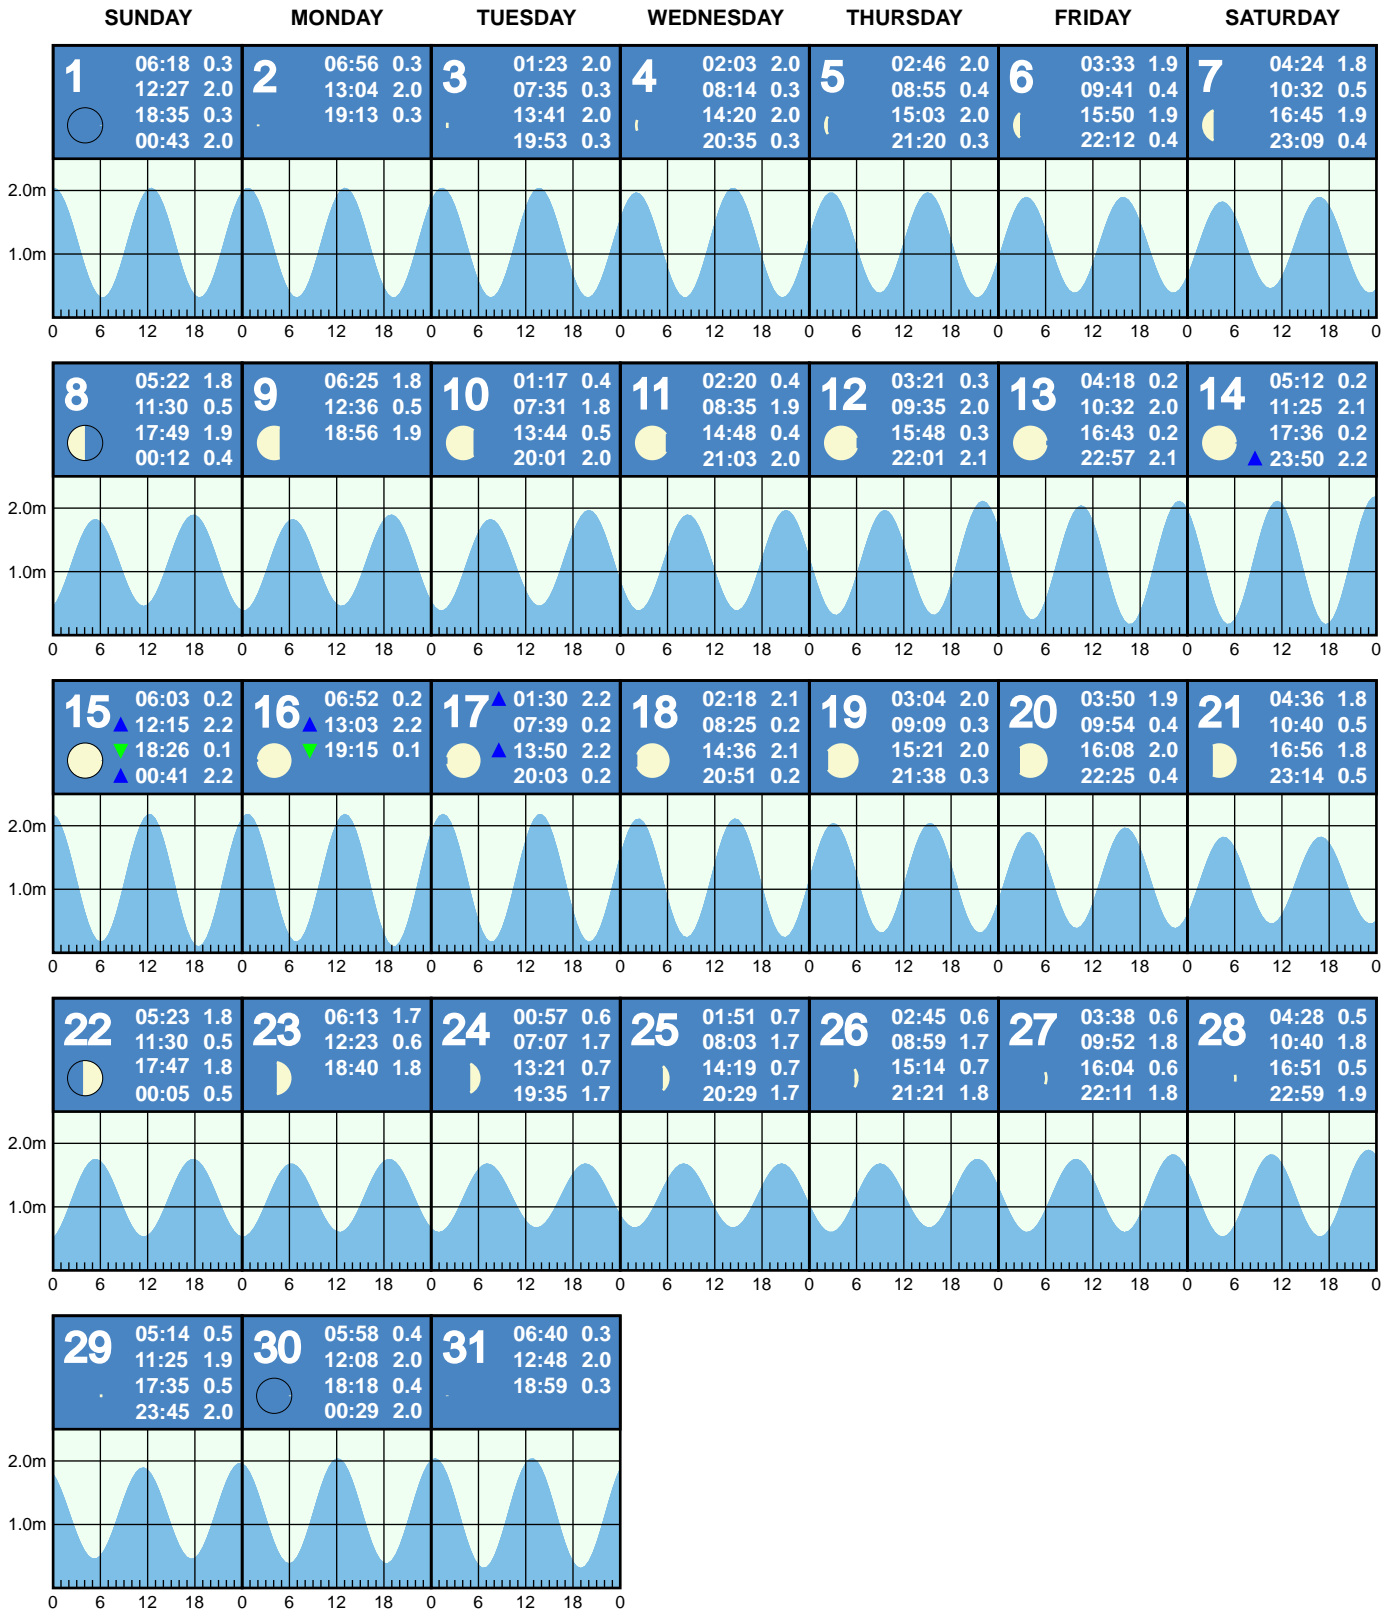 SUNDAY MONDAY TUESDAY WEDNESDAY THURSDAY FRIDAY SATURDAY
1 06:18 0.3
12:27 2.0
18:35 0.3
00:43 2.0
2 06:56 0.3
13:04 2.0
19:13 0.3
3 01:23 2.0
07:35 0.3
13:41 2.0
19:53 0.3
4 02:03 2.0
08:14 0.3
14:20 2.0
20:35 0.3
5 02:46 2.0
08:55 0.4
15:03 2.0
21:20 0.3
6 03:33 1.9
09:41 0.4
15:50 1.9
22:12 0.4
7 04:24 1.8
10:32 0.5
16:45 1.9
23:09 0.4
2.0m
1.0m
0 6 12 18 0 6 12 18 0 6 12 18 0 6 12 18 0 6 12 18 0 6 12 18 0 6 12 18 0
8 05:22 1.8
11:30 0.5
17:49 1.9
00:12 0.4
9 06:25 1.8
12:36 0.5
18:56 1.9
10 01:17 0.4
07:31 1.8
13:44 0.5
20:01 2.0
11 02:20 0.4
08:35 1.9
14:48 0.4
21:03 2.0
12 03:21 0.3
09:35 2.0
15:48 0.3
22:01 2.1
13 04:18 0.2
10:32 2.0
16:43 0.2
22:57 2.1
14 05:12 0.2
11:25 2.1
17:36 0.2
23:50 2.2
2.0m
1.0m
0 6 12 18 0 6 12 18 0 6 12 18 0 6 12 18 0 6 12 18 0 6 12 18 0 6 12 18 0
15 06:03 0.2
12:15 2.2
18:26 0.1
00:41 2.2
16 06:52 0.2
13:03 2.2
19:15 0.1
17 01:30 2.2
07:39 0.2
13:50 2.2
20:03 0.2
18 02:18 2.1
08:25 0.2
14:36 2.1
20:51 0.2
19 03:04 2.0
09:09 0.3
15:21 2.0
21:38 0.3
20 03:50 1.9
09:54 0.4
16:08 2.0
22:25 0.4
21 04:36 1.8
10:40 0.5
16:56 1.8
23:14 0.5
2.0m
1.0m
0 6 12 18 0 6 12 18 0 6 12 18 0 6 12 18 0 6 12 18 0 6 12 18 0 6 12 18 0
22 05:23 1.8
11:30 0.5
17:47 1.8
00:05 0.5
23 06:13 1.7
12:23 0.6
18:40 1.8
24 00:57 0.6
07:07 1.7
13:21 0.7
19:35 1.7
25 01:51 0.7
08:03 1.7
14:19 0.7
20:29 1.7
26 02:45 0.6
08:59 1.7
15:14 0.7
21:21 1.8
27 03:38 0.6
09:52 1.8
16:04 0.6
22:11 1.8
28 04:28 0.5
10:40 1.8
16:51 0.5
22:59 1.9
2.0m
1.0m
0 6 12 18 0 6 12 18 0 6 12 18 0 6 12 18 0 6 12 18 0 6 12 18 0 6 12 18 0
29 05:14 0.5
11:25 1.9
17:35 0.5
23:45 2.0
30 05:58 0.4
12:08 2.0
18:18 0.4
00:29 2.0
31 06:40 0.3
12:48 2.0
18:59 0.3
2.0m
1.0m
0 6 12 18 0 6 12 18 0 6 12 18 0